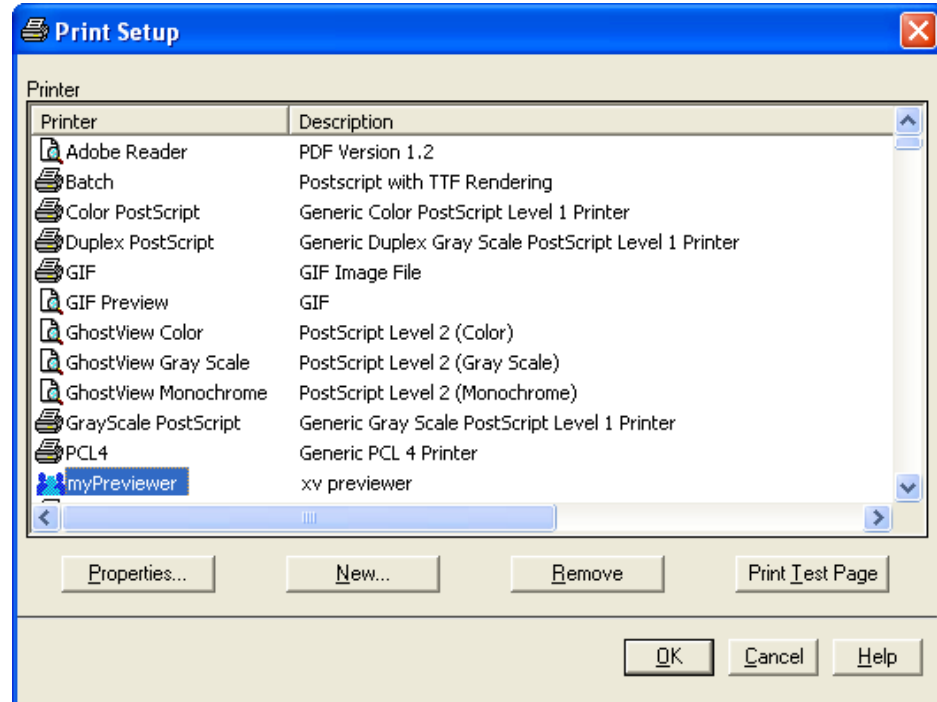 Print Setup
Printer
Printer Description
Adobe Reader PDF Version 1.2
Batch Postscript with TTF Rendering
Color PostScript Generic Color PostScript Level 1 Printer
Duplex PostScript Generic Duplex Gray Scale PostScript Level 1 Printer
GIF GIF Image File
GIF Preview GIF
GhostView Color PostScript Level 2 (Color)
GhostView Gray Scale PostScript Level 2 (Gray Scale)
GhostView Monochrome PostScript Level 2 (Monochrome)
GrayScale PostScript Generic Gray Scale PostScript Level 1 Printer
PCL4 Generic PCL 4 Printer
myPreviewer xv previewer
Properties... New... Remove Print Test Page
OK Cancel Help